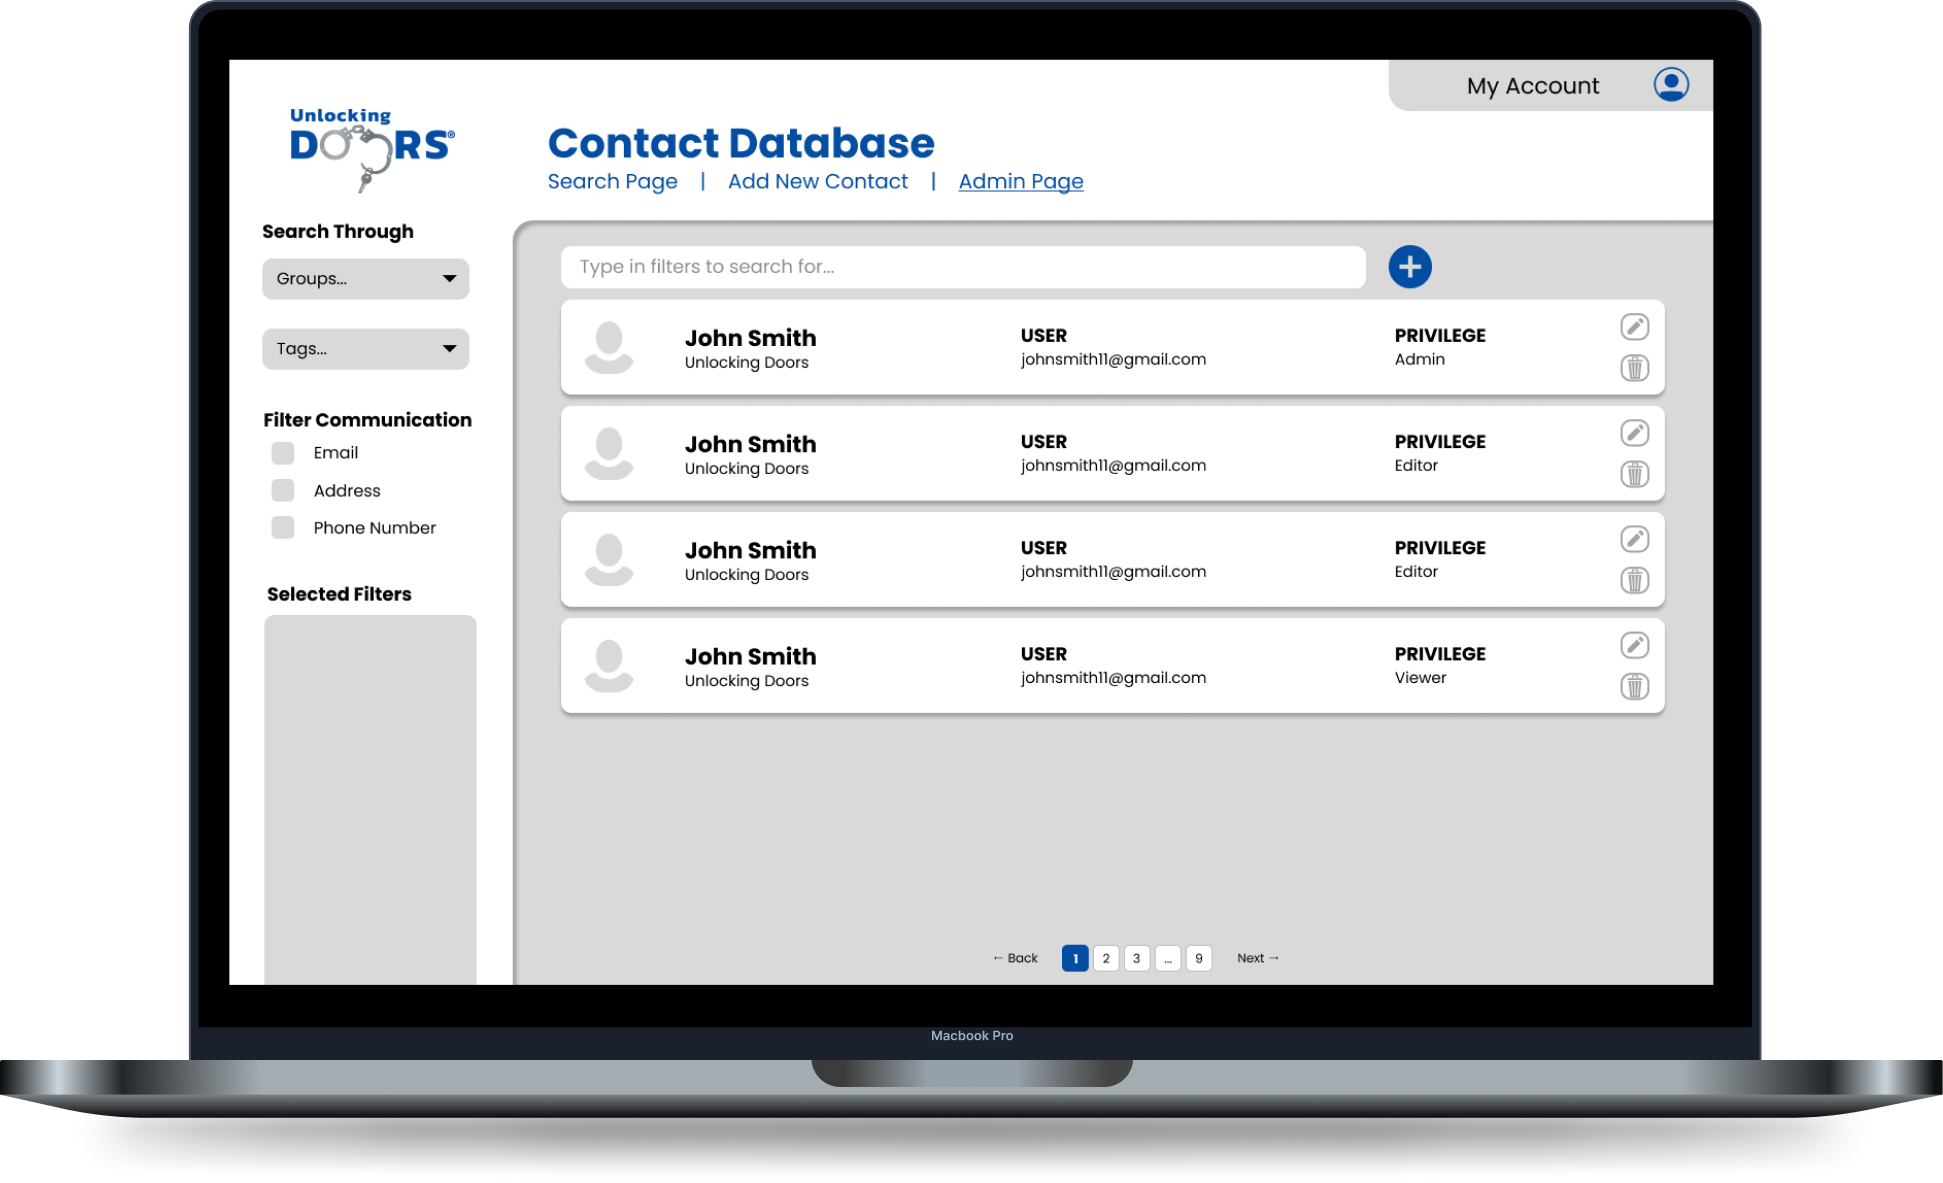 My Account
Unlocking
DOORS®
Contact Database
Search Page | Add New Contact | Admin Page
Search Through
Groups...
Tags...
Filter Communication
Email
Address
Phone Number
Selected Filters
Type in filters to search for...
John Smith
Unlocking Doors
USER
johnsmith11@gmail.com
PRIVILEGE
Admin
John Smith
Unlocking Doors
USER
johnsmith11@gmail.com
PRIVILEGE
Editor
John Smith
Unlocking Doors
USER
johnsmith11@gmail.com
PRIVILEGE
Editor
John Smith
Unlocking Doors
USER
johnsmith11@gmail.com
PRIVILEGE
Viewer
← Back 1 2 3 ... 9 Next →
Macbook Pro